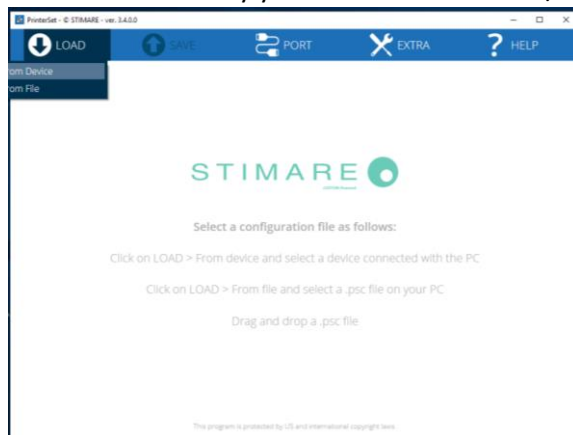 PrinterSet - © STIMARE - ver. 3.4.0.0
LOAD SAVE PORT EXTRA HELP
om Device
om File
STIMARE
Select a configuration file as follows:
Click on LOAD > From device and select a device connected with the PC
Click on LOAD > From file and select a .psc file on your PC
Drag and drop a .psc file
This program is protected by US and international copyright laws